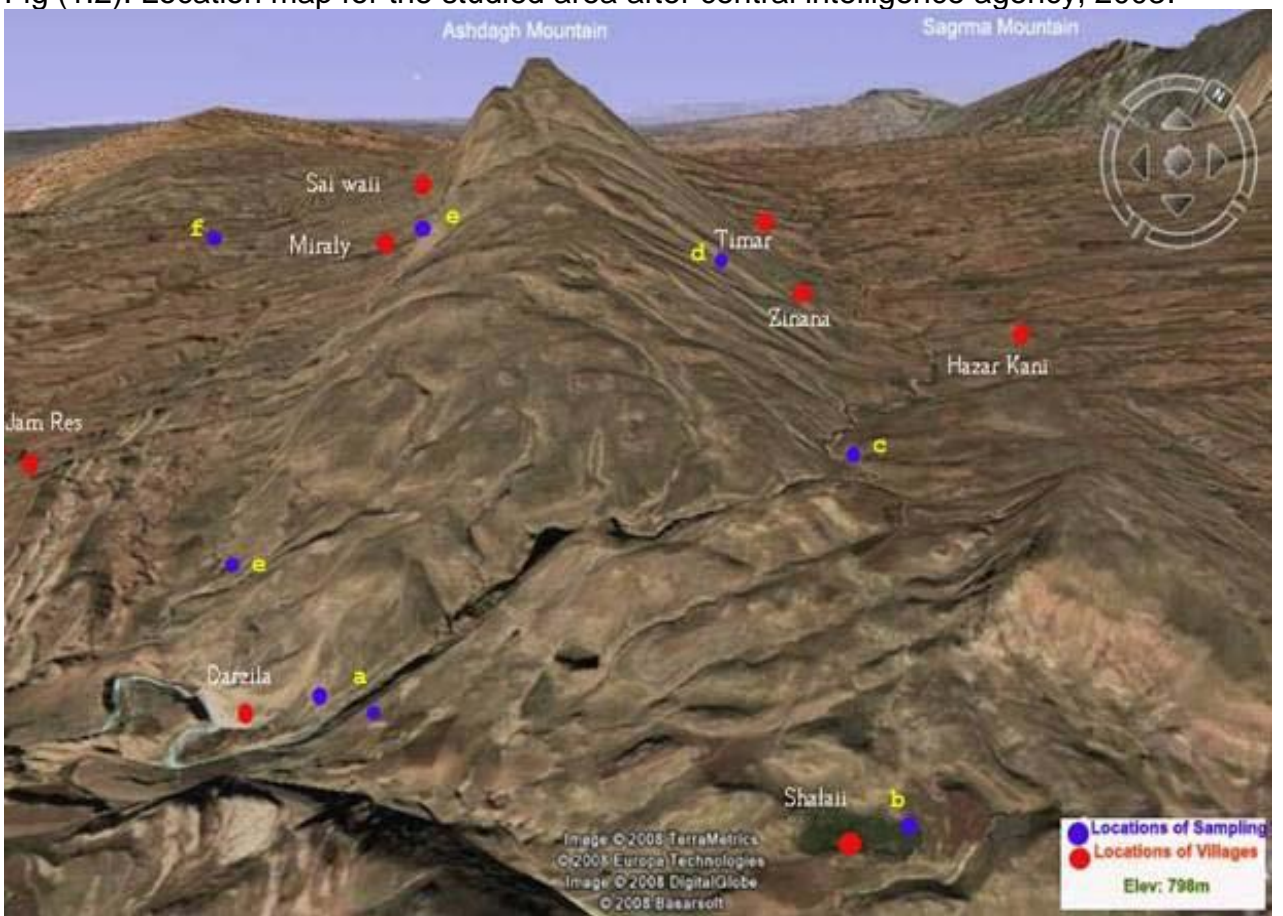 Fig (1.2). Location map for the studied area after central intelligence agency, 2008.
Ashdagh Mountain
Sagrma Mountain
N
Sai waii
e
f
Miraly
Timar
d
Zinana
Hazar Kani
Jam Res
c
e
Darzila
a
Shalaii
b
Image © 2008 TerraMetrics
© 2008 Europa Technologies
Image © 2008 DigitalGlobe
© 2008 Basarsoft
Locations of Sampling
Locations of Villages
Elev: 798m